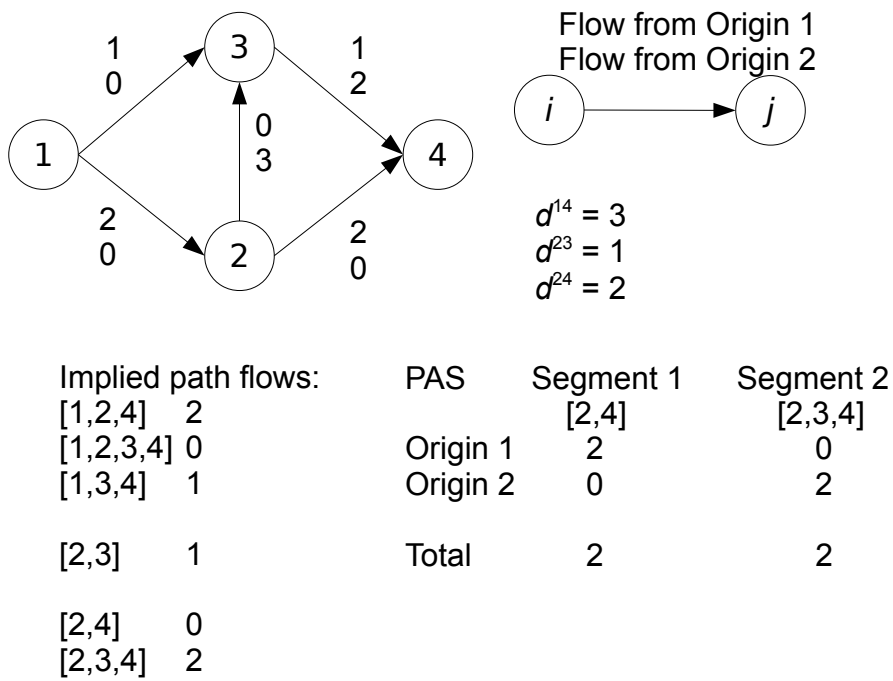 Flow from Origin 1
Flow from Origin 2
1
0
3
1
2
i
j
1
0
3
4
2
0
2
2
0
d^14 = 3
d^23 = 1
d^24 = 2
Implied path flows:
[1,2,4] 2
[1,2,3,4] 0
[1,3,4] 1
[2,3] 1
[2,4] 0
[2,3,4] 2
PAS Segment 1 Segment 2
[2,4] [2,3,4]
Origin 1 2 0
Origin 2 0 2
Total 2 2